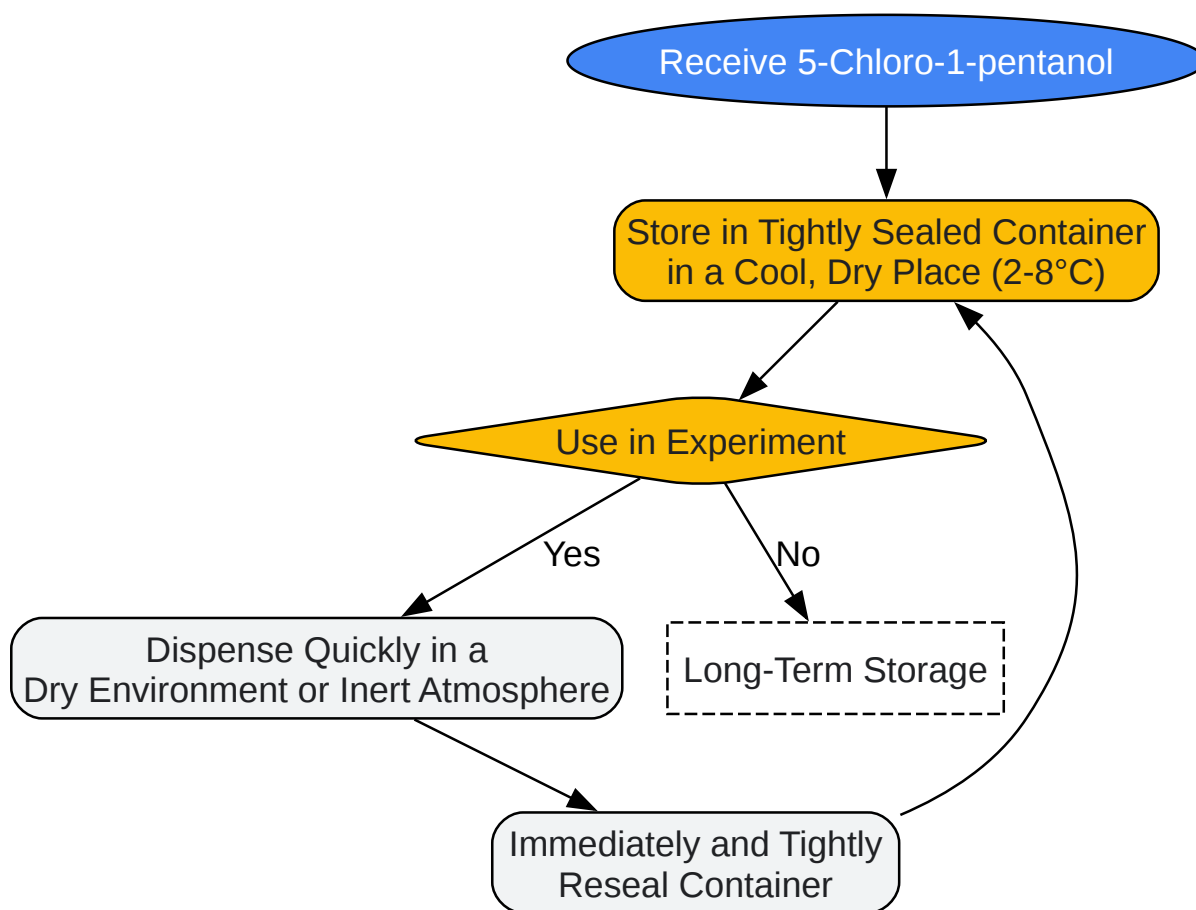 Receive 5-Chloro-1-pentanol
Store in Tightly Sealed Container
in a Cool, Dry Place (2-8°C)
Use in Experiment
Yes
No
Dispense Quickly in a
Dry Environment or Inert Atmosphere
Long-Term Storage
Immediately and Tightly
Reseal Container